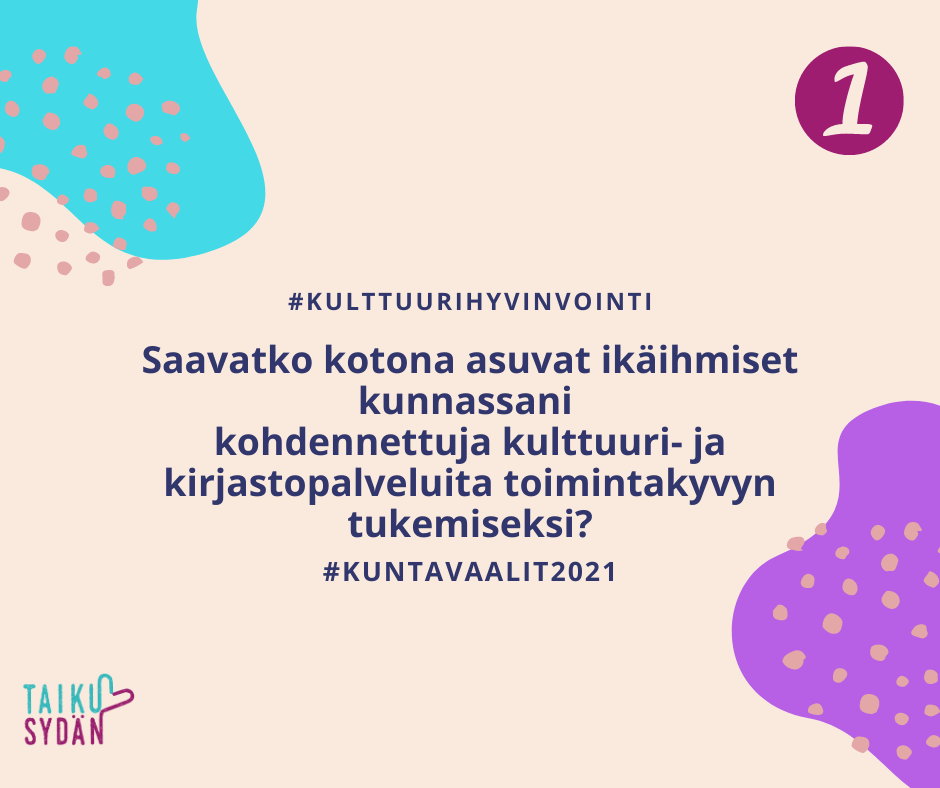 1
#KULTTUURIHYVINVOINTI
Saavatko kotona asuvat ikäihmiset
kunnassani
kohdennettuja kulttuuri- ja
kirjastopalveluita toimintakyvyn
tukemiseksi?
#KUNTAVAALIT2021
TAIKU
SYDÄN